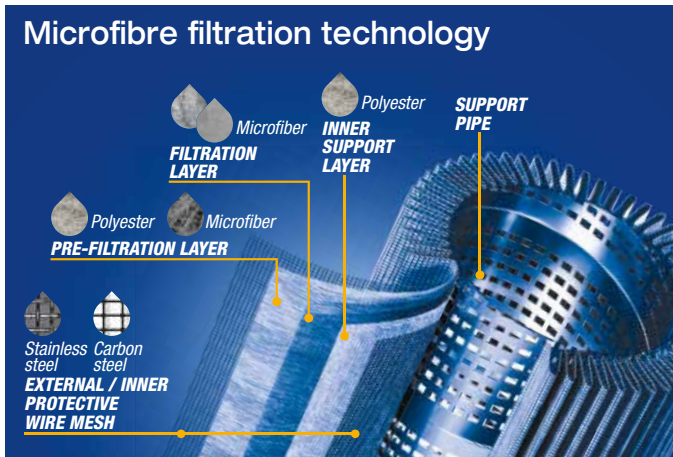 Microfibre filtration technology
Microfiber
FILTRATION
LAYER
Polyester
INNER
SUPPORT
LAYER
SUPPORT
PIPE
Polyester
Microfiber
PRE-FILTRATION LAYER
Stainless
steel
Carbon
steel
EXTERNAL / INNER
PROTECTIVE
WIRE MESH